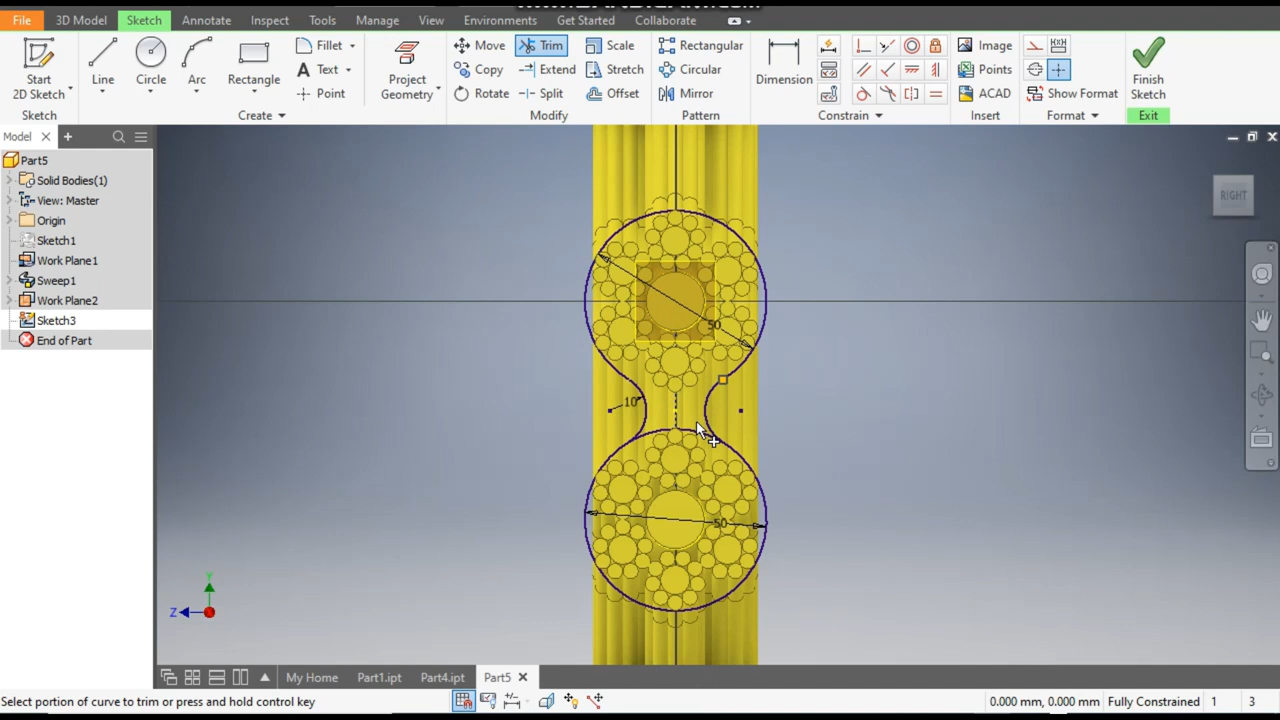 File 3D Model Sketch Annotate Inspect Tools Manage View Environments Get Started Collaborate
Start
2D Sketch
Line
Circle
Arc
Rectangle
Fillet
Text
Point
Project
Geometry
Move
Trim
Scale
Copy
Extend
Stretch
Rotate
Split
Offset
Rectangular
Circular
Mirror
Dimension
Image
Points
ACAD
Show Format
Finish
Sketch
Sketch
Create
Modify
Pattern
Constrain
Insert
Format
Exit
Model
Part5
Solid Bodies(1)
View: Master
Origin
Sketch1
Work Plane1
Sweep1
Work Plane2
Sketch3
End of Part
RIGHT
50
10
50
Y
Z
My Home
Part1.ipt
Part4.ipt
Part5
Select portion of curve to trim or press and hold control key
0.000 mm, 0.000 mm
Fully Constrained
1
3